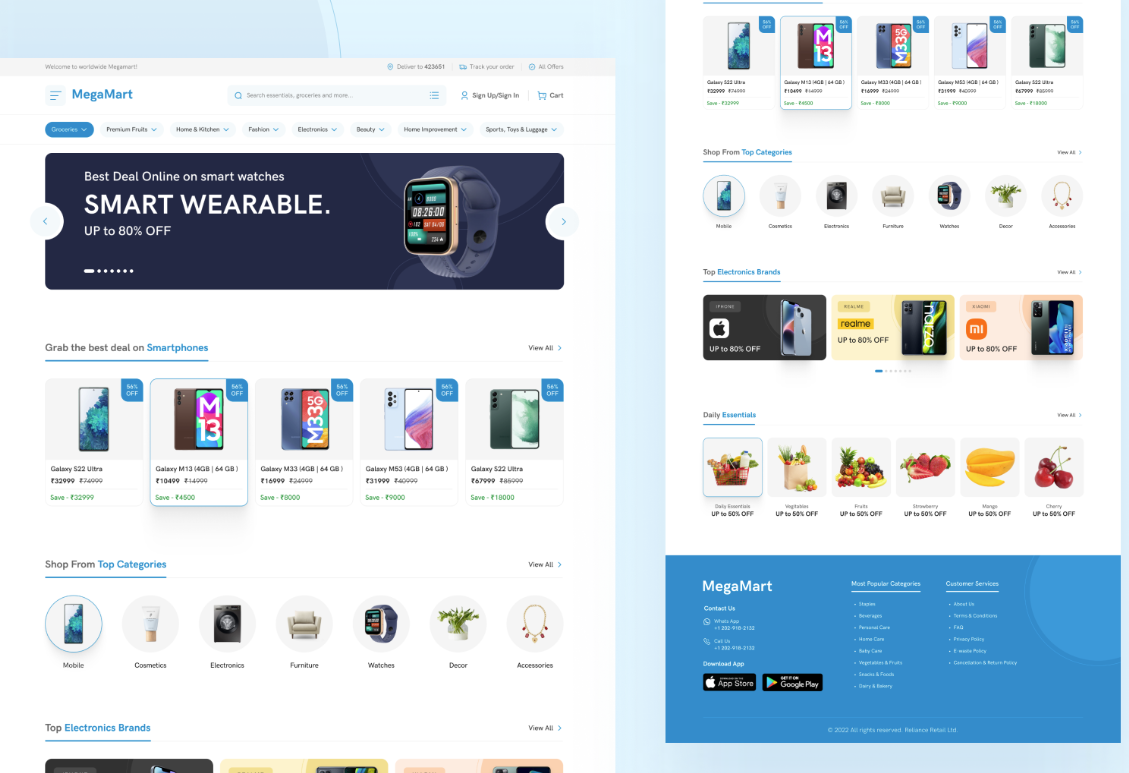 Welcome to worldwide Megamart!
Deliver to 423651
Track your order
All Offers
MegaMart
Search essentials, groceries and more...
Sign Up/Sign In
Cart
Groceries
Premium Fruits
Home & Kitchen
Fashion
Electronics
Beauty
Home Improvement
Sports, Toys & Luggage
Best Deal Online on smart watches
SMART WEARABLE.
UP to 80% OFF
08:26:00
Grab the best deal on Smartphones
View All
56%
OFF
56%
OFF
56%
OFF
56%
OFF
56%
OFF
M
13
5G
M33
Galaxy S22 Ultra
₹32999 ₹74999
Save - ₹32999
Galaxy M13 (4GB | 64 GB )
₹10499 ₹14999
Save - ₹4500
Galaxy M33 (4GB | 64 GB )
₹16999 ₹24999
Save - ₹8000
Galaxy M53 (4GB | 64 GB )
₹31999 ₹40999
Save - ₹9000
Galaxy S22 Ultra
₹67999 ₹85999
Save - ₹18000
Shop From Top Categories
View All
Mobile
Cosmetics
Electronics
Furniture
Watches
Decor
Accessories
Top Electronics Brands
View All
56%
OFF
56%
OFF
56%
OFF
56%
OFF
56%
OFF
M
13
5G
M33
Galaxy S22 Ultra
₹32999 ₹74999
Save - ₹32999
Galaxy M13 (4GB | 64 GB )
₹10499 ₹14999
Save - ₹4500
Galaxy M33 (4GB | 64 GB )
₹16999 ₹24999
Save - ₹8000
Galaxy M53 (4GB | 64 GB )
₹31999 ₹40999
Save - ₹9000
Galaxy S22 Ultra
₹67999 ₹85999
Save - ₹18000
Shop From Top Categories
View All
Mobile
Cosmetics
Electronics
Furniture
Watches
Decor
Accessories
Top Electronics Brands
View All
IPHONE
UP to 80% OFF
REALME
realme
UP to 80% OFF
narzo
XIAOMI
mi
UP to 80% OFF
Daily Essentials
View All
Daily Essentials
UP to 50% OFF
Vegitables
UP to 50% OFF
Fruits
UP to 50% OFF
Strawberry
UP to 50% OFF
Mango
UP to 50% OFF
Cherry
UP to 50% OFF
MegaMart
Contact Us
Whats App
+1 202-918-2132
Call Us
+1 202-918-2132
Download App
App Store
GET IT ON
Google Play
Most Popular Categories
Staples
Beverages
Personal Care
Home Care
Baby Care
Vegetables & Fruits
Snacks & Foods
Dairy & Bakery
Customer Services
About Us
Terms & Conditions
FAQ
Privacy Policy
E-waste Policy
Cancellation & Return Policy
© 2022 All rights reserved. Reliance Retail Ltd.